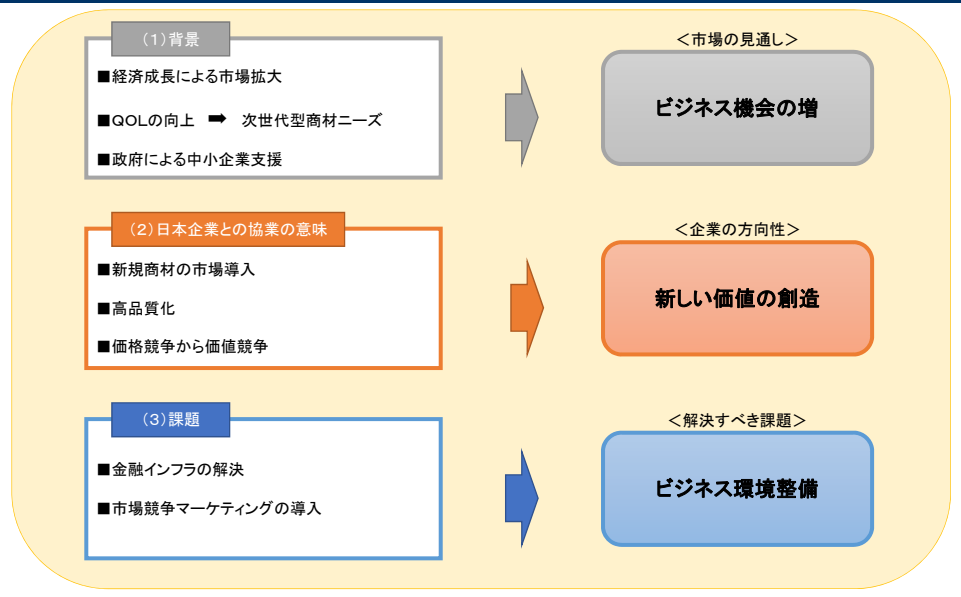 (1)背景
■経済成長による市場拡大
■QOLの向上 ➡ 次世代型商材ニーズ
■政府による中小企業支援
<市場の見通し>
ビジネス機会の増
(2)日本企業との協業の意味
■新規商材の市場導入
■高品質化
■価格競争から価値競争
<企業の方向性>
新しい価値の創造
(3)課題
■金融インフラの解決
■市場競争マーケティングの導入
<解決すべき課題>
ビジネス環境整備